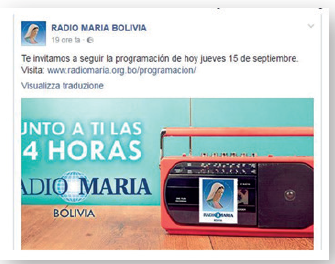 RADIO MARIA BOLIVIA
19 ore fa
Te invitamos a seguir la programación de hoy jueves 15 de septiembre.
Visita: www.radiomaria.org.bo/programacion/
Visualizza traduzione
UNTO A TI LAS
4 HORAS
ADIO MARIA
BOLIVIA
RADIO MARIA